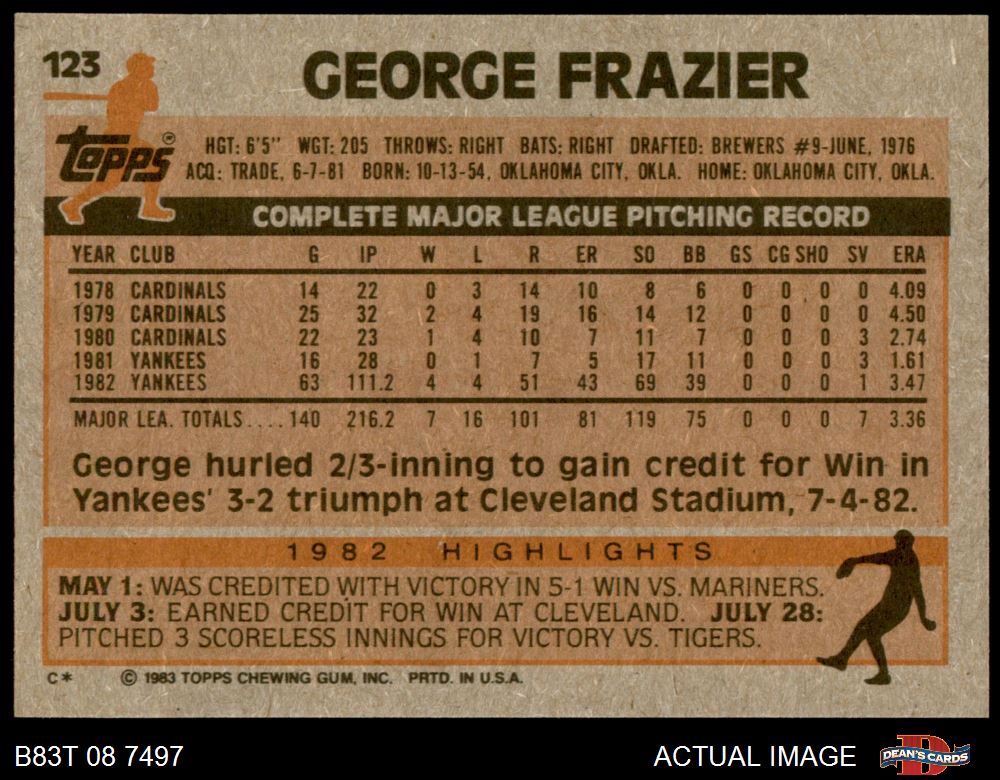 123
GEORGE FRAZIER
topps®
HGT: 6'5" WGT: 205 THROWS: RIGHT BATS: RIGHT DRAFTED: BREWERS #9-JUNE, 1976
ACQ: TRADE, 6-7-81 BORN: 10-13-54, OKLAHOMA CITY, OKLA. HOME: OKLAHOMA CITY, OKLA.
COMPLETE MAJOR LEAGUE PITCHING RECORD
YEAR CLUB G IP W L R ER SO BB GS CG SHO SV ERA
1978 CARDINALS 14 22 0 3 14 10 8 6 0 0 0 0 4.09
1979 CARDINALS 25 32 2 4 19 16 14 12 0 0 0 0 4.50
1980 CARDINALS 22 23 1 4 10 7 11 7 0 0 0 3 2.74
1981 YANKEES 16 28 0 1 7 5 17 11 0 0 0 3 1.61
1982 YANKEES 63 111.2 4 4 51 43 69 39 0 0 0 1 3.47
MAJOR LEA. TOTALS.... 140 216.2 7 16 101 81 119 75 0 0 0 7 3.36
George hurled 2/3-inning to gain credit for Win in
Yankees' 3-2 triumph at Cleveland Stadium, 7-4-82.
1982 HIGHLIGHTS
MAY 1: WAS CREDITED WITH VICTORY IN 5-1 WIN VS. MARINERS.
JULY 3: EARNED CREDIT FOR WIN AT CLEVELAND. JULY 28:
PITCHED 3 SCORELESS INNINGS FOR VICTORY VS. TIGERS.
C* © 1983 TOPPS CHEWING GUM, INC. PRTD. IN U.S.A.
B83T 08 7497
ACTUAL IMAGE
D
DEAN'S CARDS